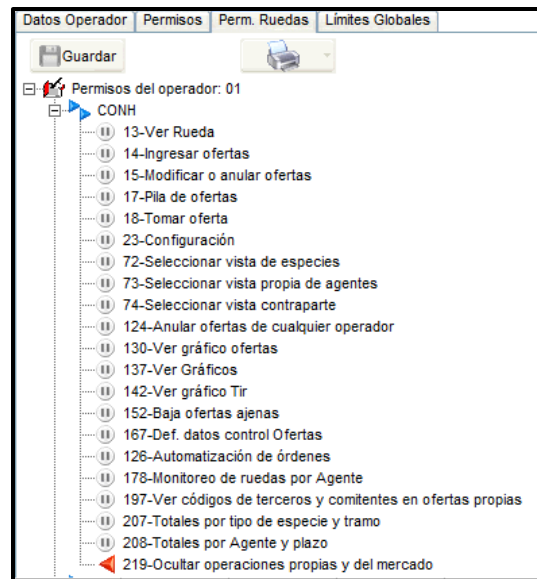 Datos Operador Permisos Perm. Ruedas Límites Globales
Guardar
Permisos del operador: 01
CONH
13-Ver Rueda
14-Ingresar ofertas
15-Modificar o anular ofertas
17-Pila de ofertas
18-Tomar oferta
23-Configuración
72-Seleccionar vista de especies
73-Seleccionar vista propia de agentes
74-Seleccionar vista contraparte
124-Anular ofertas de cualquier operador
130-Ver gráfico ofertas
137-Ver Gráficos
142-Ver gráfico Tir
152-Baja ofertas ajenas
167-Def. datos control Ofertas
126-Automatización de órdenes
178-Monitoreo de ruedas por Agente
197-Ver códigos de terceros y comitentes en ofertas propias
207-Totales por tipo de especie y tramo
208-Totales por Agente y plazo
219-Ocultar operaciones propias y del mercado